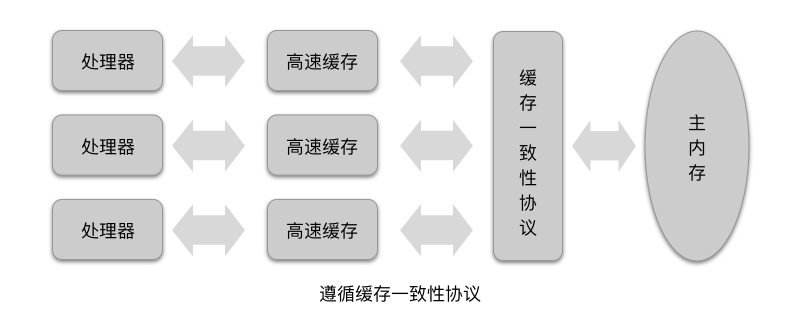 处理器
高速缓存
处理器
高速缓存
处理器
高速缓存
缓存一致性协议
主内存
遵循缓存一致性协议